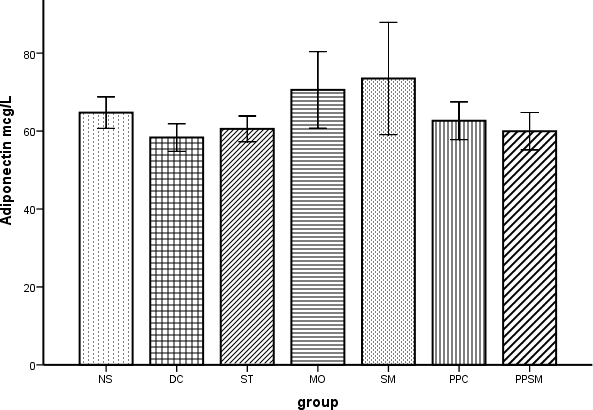 Adiponectin mcg/L
80
60
40
20
0
NS DC ST MO SM PPC PPSM
group